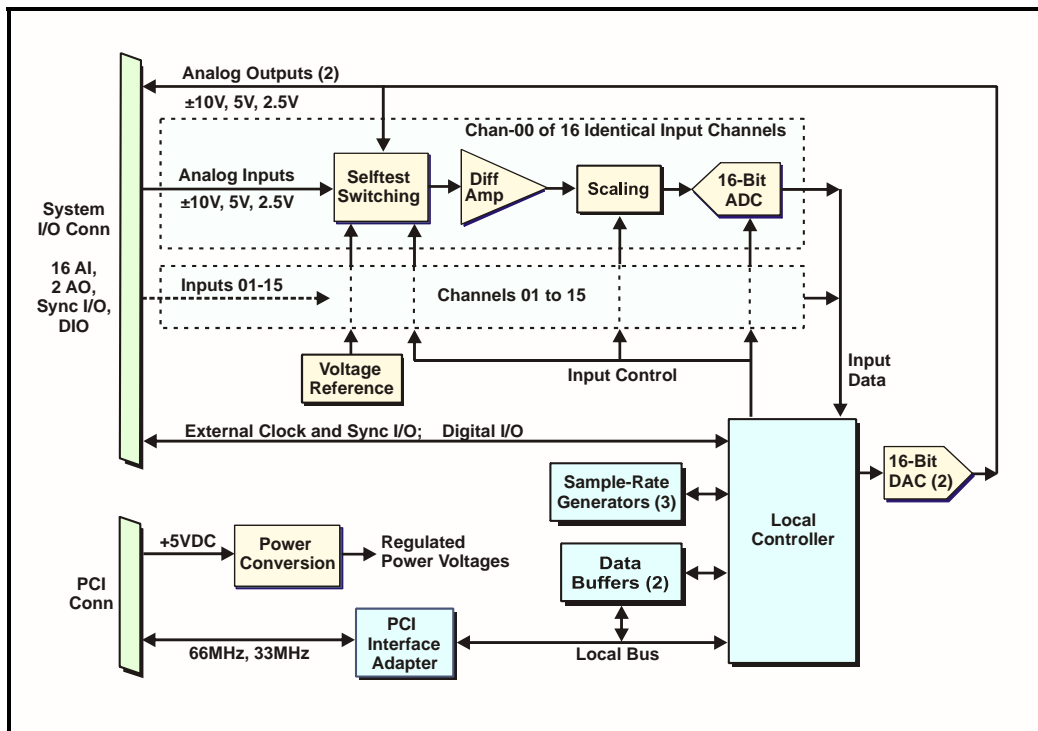 Analog Outputs (2)
±10V, 5V, 2.5V
Chan-00 of 16 Identical Input Channels
Analog Inputs
±10V, 5V, 2.5V
Selftest
Switching
Diff
Amp
Scaling
16-Bit
ADC
System
I/O Conn
16 AI,
2 AO,
Sync I/O,
DIO
Inputs 01-15
Channels 01 to 15
Voltage
Reference
Input Control
Input
Data
External Clock and Sync I/O; Digital I/O
Sample-Rate
Generators (3)
Local
Controller
16-Bit
DAC (2)
+5VDC
Power
Conversion
Regulated
Power Voltages
Data
Buffers (2)
PCI
Conn
66MHz, 33MHz
PCI
Interface
Adapter
Local Bus